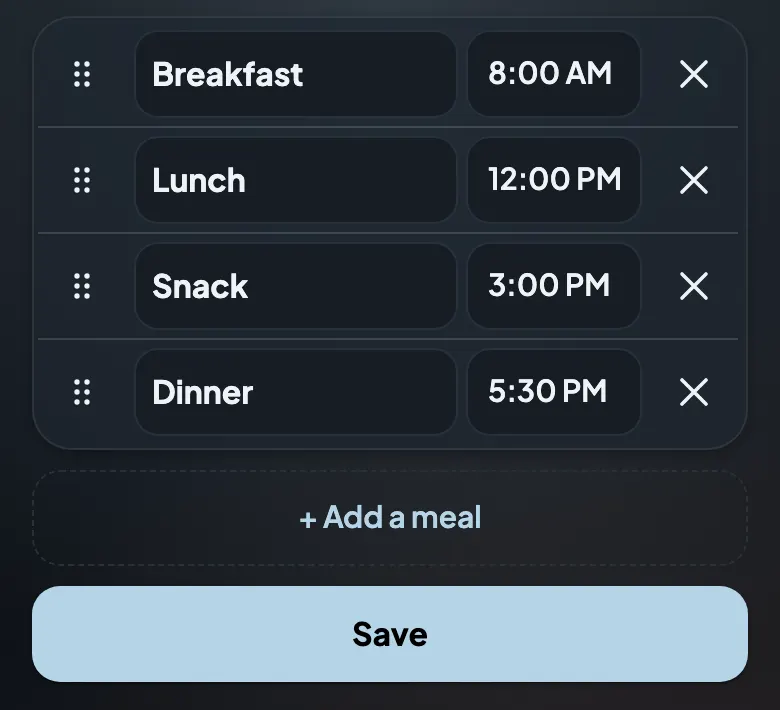 Breakfast 8:00 AM
Lunch 12:00 PM
Snack 3:00 PM
Dinner 5:30 PM
+ Add a meal
Save